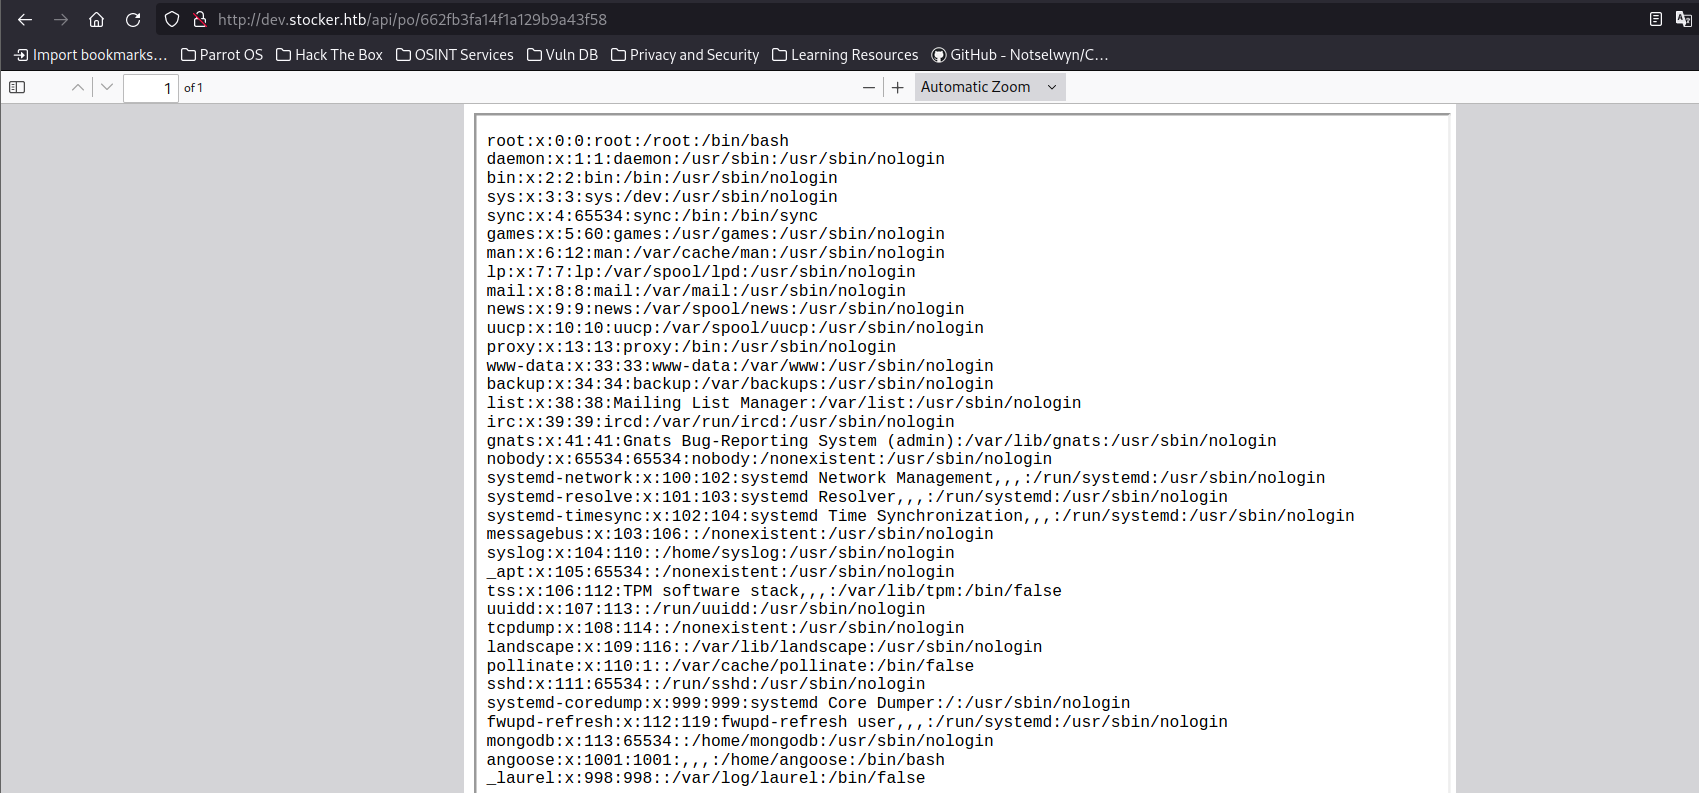 http://dev.stocker.htb/api/po/662fb3fa14f1a129b9a43f58
Import bookmarks... Parrot OS Hack The Box OSINT Services Vuln DB Privacy and Security Learning Resources GitHub - Notselwyn/C...
1 of 1 Automatic Zoom
root:x:0:0:root:/root:/bin/bash
daemon:x:1:1:daemon:/usr/sbin:/usr/sbin/nologin
bin:x:2:2:bin:/bin:/usr/sbin/nologin
sys:x:3:3:sys:/dev:/usr/sbin/nologin
sync:x:4:65534:sync:/bin:/bin/sync
games:x:5:60:games:/usr/games:/usr/sbin/nologin
man:x:6:12:man:/var/cache/man:/usr/sbin/nologin
lp:x:7:7:lp:/var/spool/lpd:/usr/sbin/nologin
mail:x:8:8:mail:/var/mail:/usr/sbin/nologin
news:x:9:9:news:/var/spool/news:/usr/sbin/nologin
uucp:x:10:10:uucp:/var/spool/uucp:/usr/sbin/nologin
proxy:x:13:13:proxy:/bin:/usr/sbin/nologin
www-data:x:33:33:www-data:/var/www:/usr/sbin/nologin
backup:x:34:34:backup:/var/backups:/usr/sbin/nologin
list:x:38:38:Mailing List Manager:/var/list:/usr/sbin/nologin
irc:x:39:39:ircd:/var/run/ircd:/usr/sbin/nologin
gnats:x:41:41:Gnats Bug-Reporting System (admin):/var/lib/gnats:/usr/sbin/nologin
nobody:x:65534:65534:nobody:/nonexistent:/usr/sbin/nologin
systemd-network:x:100:102:systemd Network Management,,,:/run/systemd:/usr/sbin/nologin
systemd-resolve:x:101:103:systemd Resolver,,,:/run/systemd:/usr/sbin/nologin
systemd-timesync:x:102:104:systemd Time Synchronization,,,:/run/systemd:/usr/sbin/nologin
messagebus:x:103:106::/nonexistent:/usr/sbin/nologin
syslog:x:104:110::/home/syslog:/usr/sbin/nologin
_apt:x:105:65534::/nonexistent:/usr/sbin/nologin
tss:x:106:112:TPM software stack,,,:/var/lib/tpm:/bin/false
uuidd:x:107:113::/run/uuidd:/usr/sbin/nologin
tcpdump:x:108:114::/nonexistent:/usr/sbin/nologin
landscape:x:109:116::/var/lib/landscape:/usr/sbin/nologin
pollinate:x:110:1::/var/cache/pollinate:/bin/false
sshd:x:111:65534::/run/sshd:/usr/sbin/nologin
systemd-coredump:x:999:999:systemd Core Dumper:/:/usr/sbin/nologin
fwupd-refresh:x:112:119:fwupd-refresh user,,,:/run/systemd:/usr/sbin/nologin
mongodb:x:113:65534::/home/mongodb:/usr/sbin/nologin
angoose:x:1001:1001:,,,:/home/angoose:/bin/bash
_laurel:x:998:998::/var/log/laurel:/bin/false